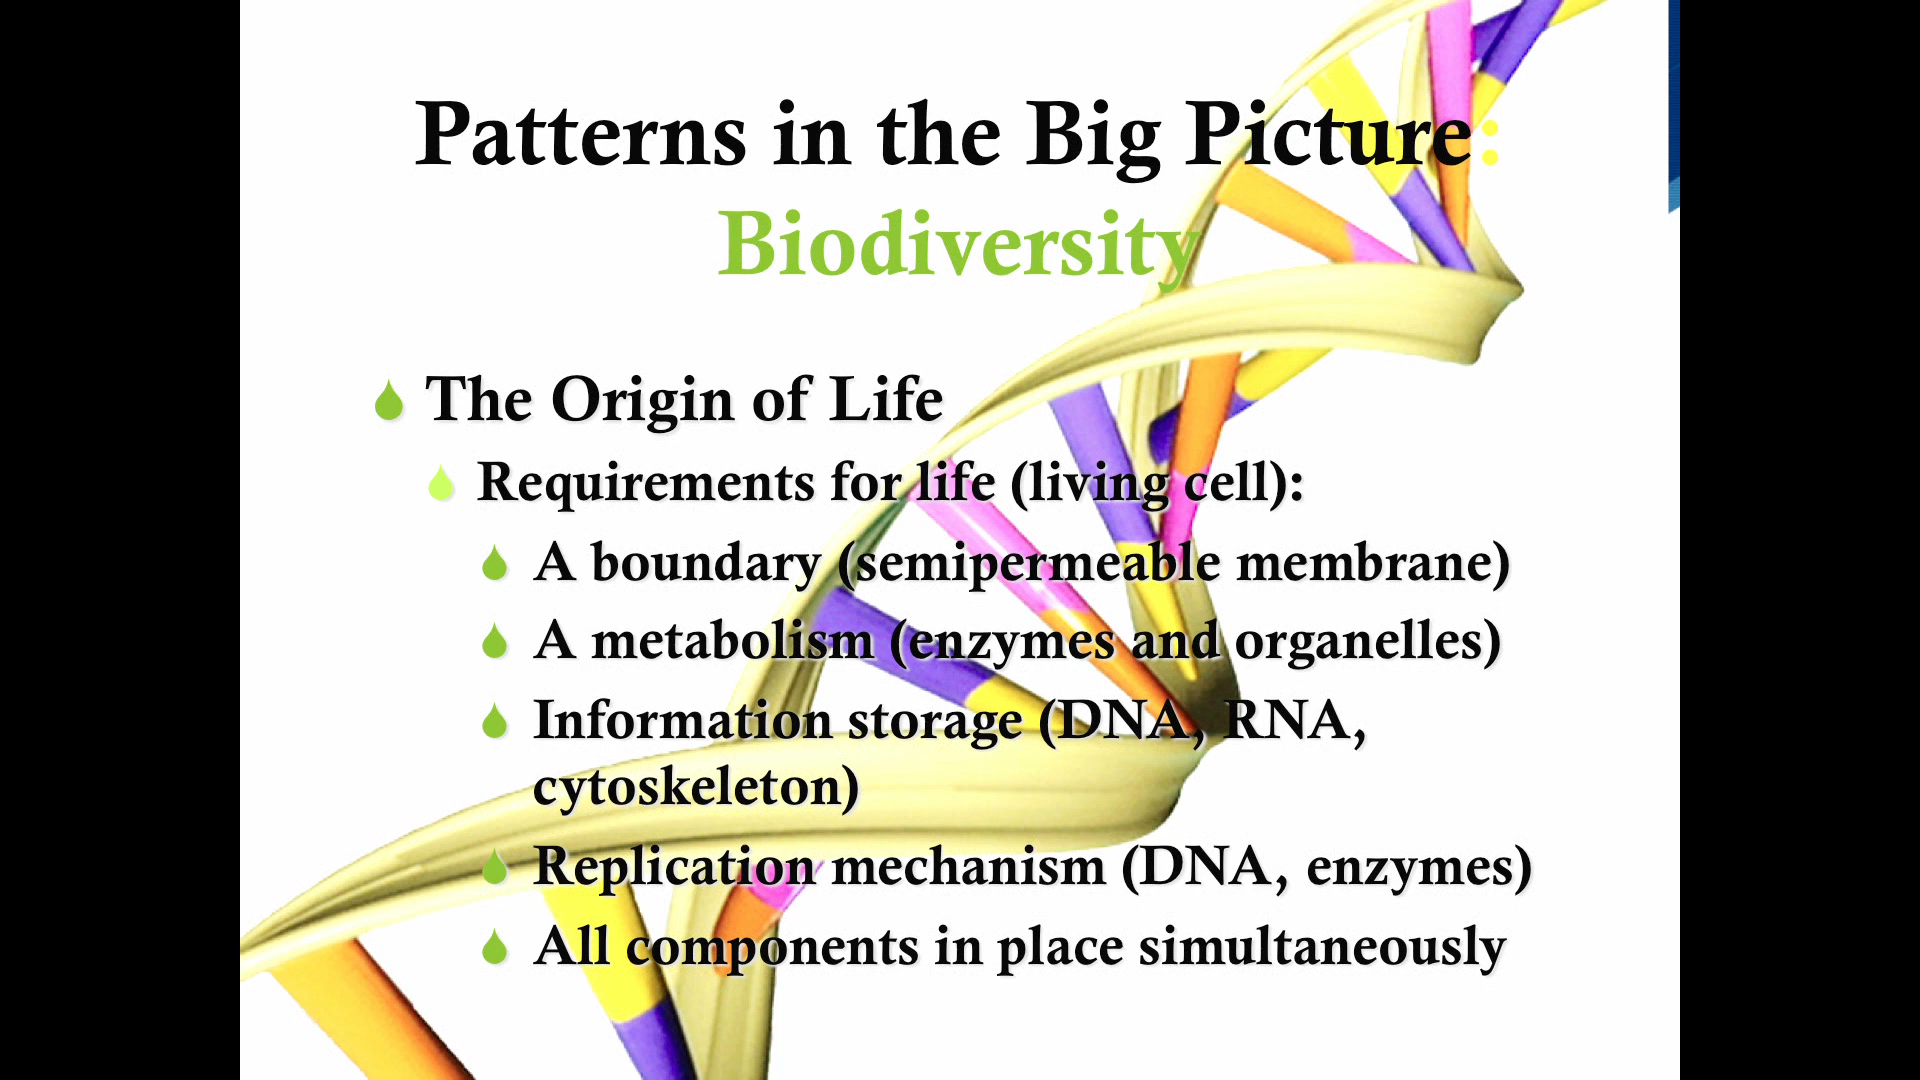 Patterns in the Big Picture:
Biodiversity
The Origin of Life
Requirements for life (living cell):
A boundary (semipermeable membrane)
A metabolism (enzymes and organelles)
Information storage (DNA, RNA,
cytoskeleton)
Replication mechanism (DNA, enzymes)
All components in place simultaneously